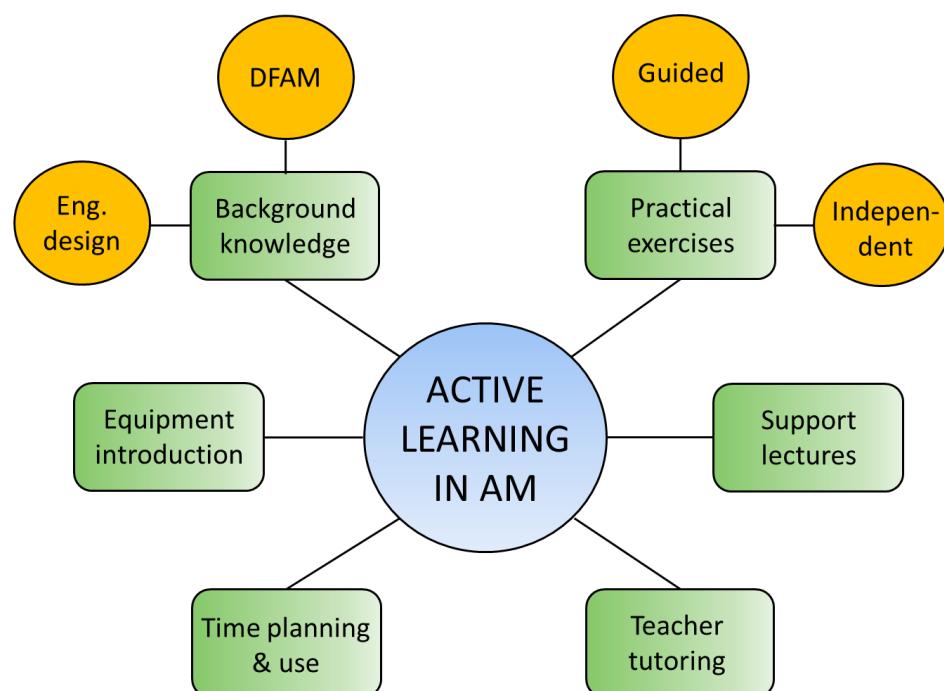 DFAM
Guided
Eng.
design
Background
knowledge
Practical
exercises
Indepen-
dent
ACTIVE
LEARNING
IN AM
Equipment
introduction
Support
lectures
Time planning
& use
Teacher
tutoring